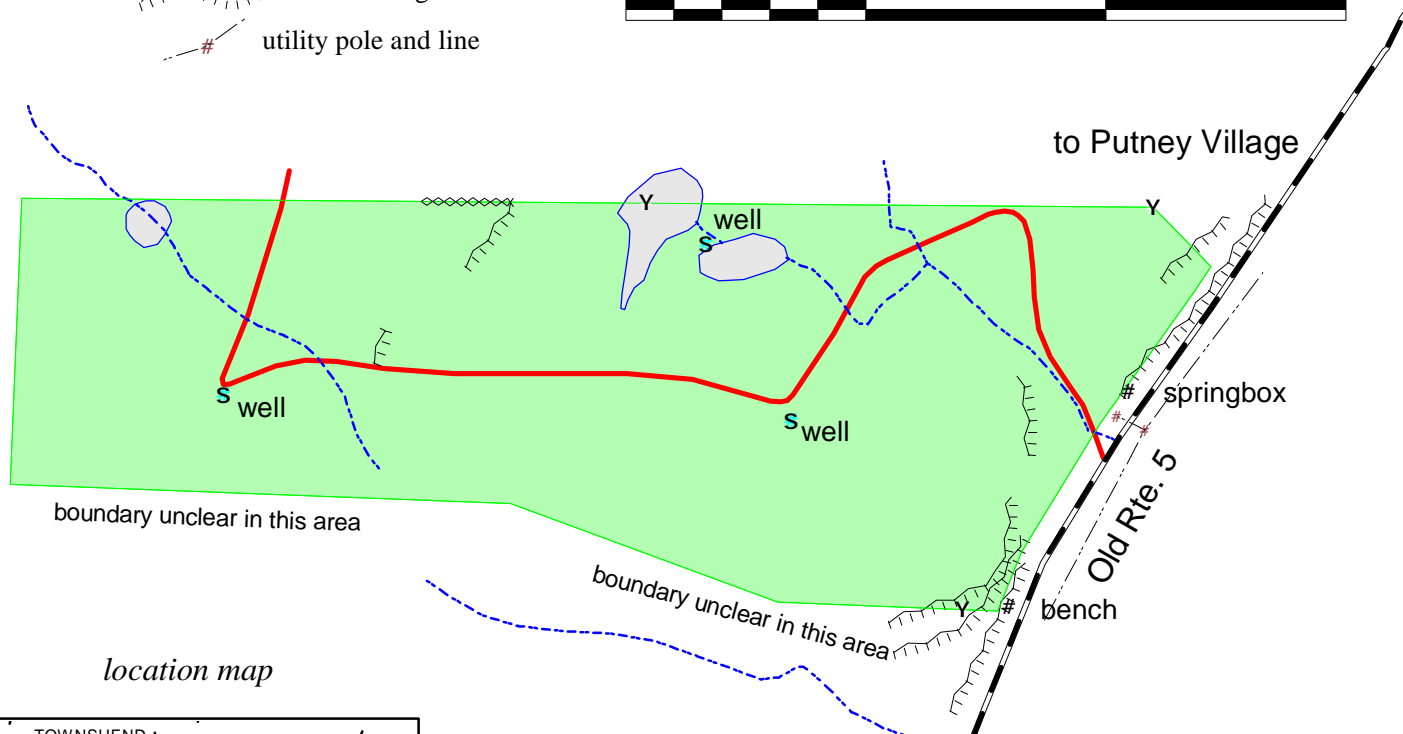 utility pole and line
to Putney Village
Y
Y
well
S
springbox
#
#
#
#
S
well
S
well
Old Rte. 5
boundary unclear in this area
boundary unclear in this area
Y
#
bench
location map
TOWNSHEND